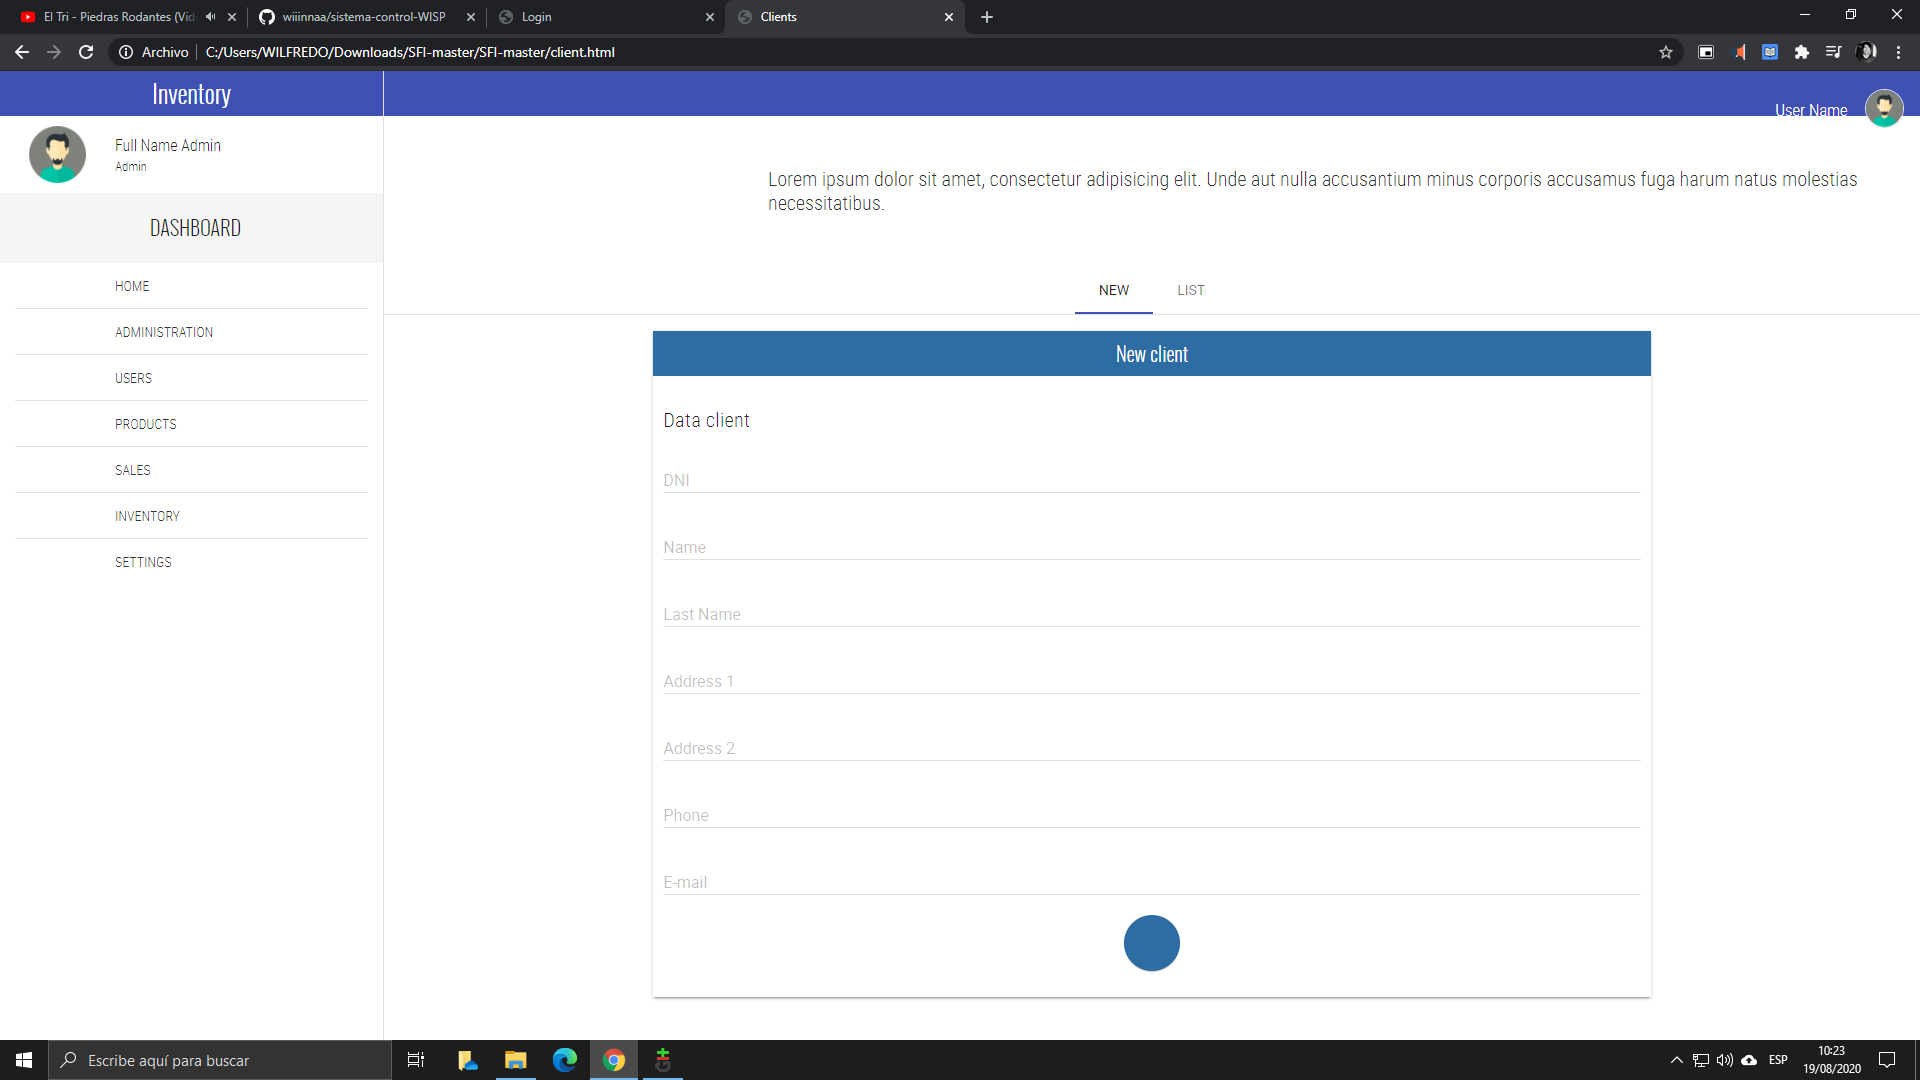 El Tri - Piedras Rodantes (Vid
wiiinnaa/sistema-control-WISP
Login
Clients
Archivo
C:/Users/WILFREDO/Downloads/SFI-master/SFI-master/client.html
Inventory
User Name
Full Name Admin
Admin
Lorem ipsum dolor sit amet, consectetur adipisicing elit. Unde aut nulla accusantium minus corporis accusamus fuga harum natus molestias
necessitatibus.
DASHBOARD
HOME
ADMINISTRATION
USERS
PRODUCTS
SALES
INVENTORY
SETTINGS
NEW
LIST
New client
Data client
DNI
Name
Last Name
Address 1
Address 2
Phone
E-mail
Escribe aquí para buscar
ESP
10:23
19/08/2020